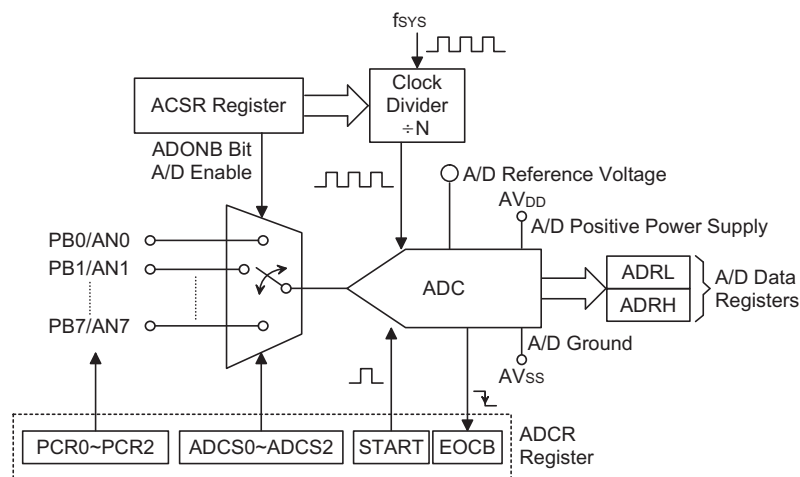 fSYS
ACSR Register
Clock
Divider
÷N
ADONB Bit
A/D Enable
A/D Reference Voltage
AVDD
A/D Positive Power Supply
PB0/AN0
PB1/AN1
PB7/AN7
ADC
ADRL
ADRH
A/D Data
Registers
A/D Ground
AVSS
PCR0~PCR2
ADCS0~ADCS2
START
EOCB
ADCR
Register